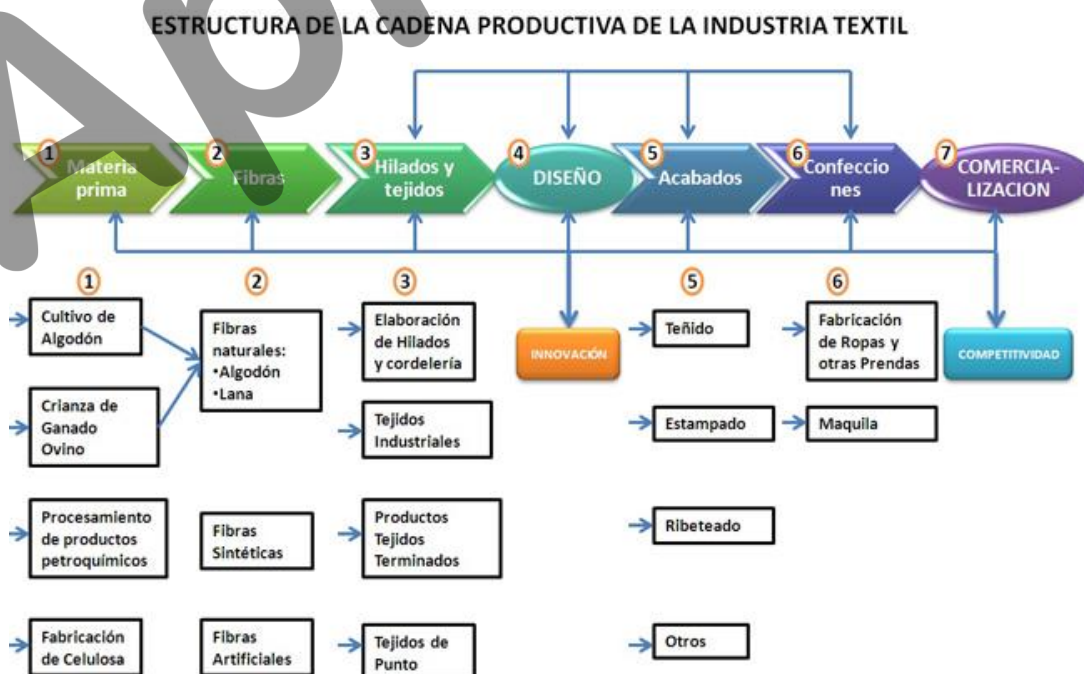 ESTRUCTURA DE LA CADENA PRODUCTIVA DE LA INDUSTRIA TEXTIL
1
Materia
prima
2
Fibras
3
Hilados y
tejidos
4
DISEÑO
5
Acabados
6
Confeccio
nes
7
COMERCIA-
LIZACION
1
Cultivo de
Algodón
Crianza de
Ganado
Ovino
Procesamiento
de productos
petroquímicos
Fabricación
de Celulosa
2
Fibras
naturales:
•Algodón
•Lana
Fibras
Sintéticas
Fibras
Artificiales
3
Elaboración
de Hilados
y cordelería
Tejidos
Industriales
Productos
Tejidos
Terminados
Tejidos de
Punto
INNOVACIÓN
5
Teñido
Estampado
Ribeteado
Otros
6
Fabricación
de Ropas y
otras Prendas
Maquila
COMPETITIVIDAD